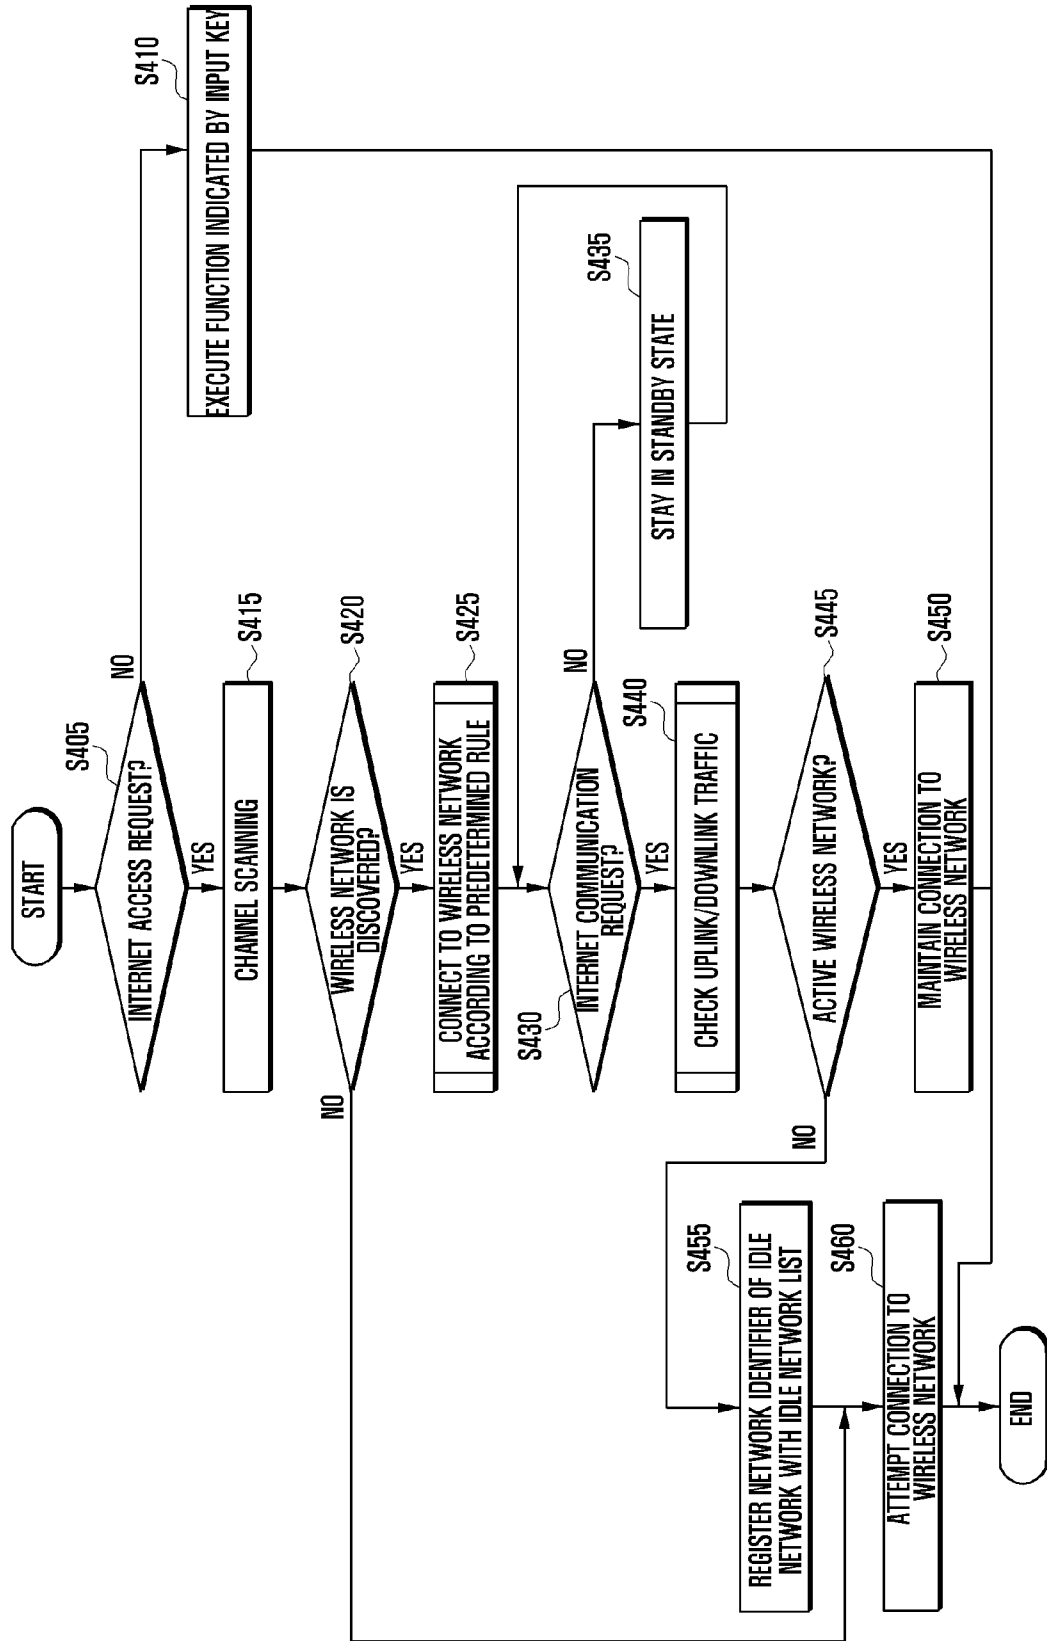 START
S405
INTERNET ACCESS REQUEST?
NO
YES
S410
EXECUTE FUNCTION INDICATED BY INPUT KEY
S415
CHANNEL SCANNING
S420
WIRELESS NETWORK IS
DISCOVERED?
NO
YES
S425
CONNECT TO WIRELESS NETWORK
ACCORDING TO PREDETERMINED RULE
S430
INTERNET COMMUNICATION
REQUEST?
NO
YES
S435
STAY IN STANDBY STATE
S440
CHECK UPLINK/DOWNLINK TRAFFIC
S445
ACTIVE WIRELESS NETWORK?
NO
YES
S450
MAINTAIN CONNECTION TO
WIRELESS NETWORK
S455
REGISTER NETWORK IDENTIFIER OF IDLE
NETWORK WITH IDLE NETWORK LIST
S460
ATTEMPT CONNECTION TO
WIRELESS NETWORK
END